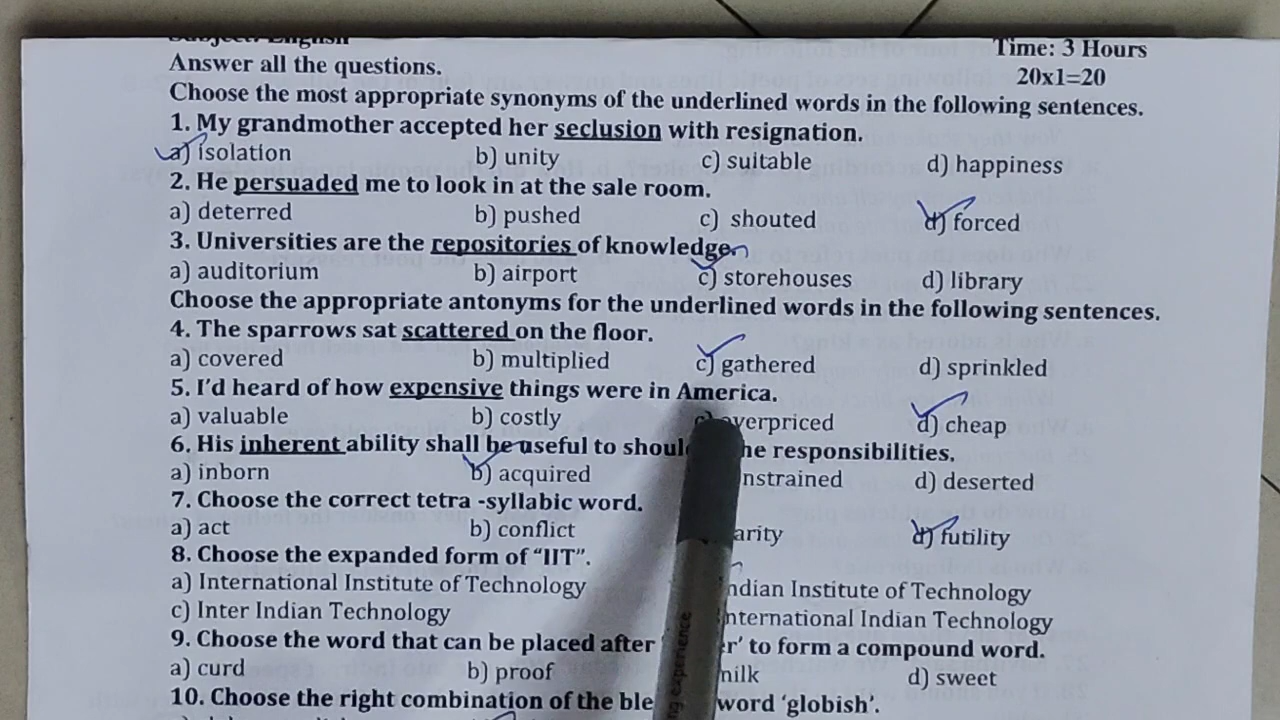 Subject: English
Time: 3 Hours
Answer all the questions.
20x1=20
Choose the most appropriate synonyms of the underlined words in the following sentences.
1. My grandmother accepted her seclusion with resignation.
a) isolation b) unity c) suitable d) happiness
2. He persuaded me to look in at the sale room.
a) deterred b) pushed c) shouted d) forced
3. Universities are the repositories of knowledge.
a) auditorium b) airport c) storehouses d) library
Choose the appropriate antonyms for the underlined words in the following sentences.
4. The sparrows sat scattered on the floor.
a) covered b) multiplied c) gathered d) sprinkled
5. I'd heard of how expensive things were in America.
a) valuable b) costly c) overpriced d) cheap
6. His inherent ability shall be useful to should he responsibilities.
a) inborn b) acquired nstrained d) deserted
7. Choose the correct tetra -syllabic word.
a) act b) conflict arity d) futility
8. Choose the expanded form of “IIT”.
a) International Institute of Technology ndian Institute of Technology
c) Inter Indian Technology nternational Indian Technology
9. Choose the word that can be placed after r’ to form a compound word.
a) curd b) proof milk d) sweet
10. Choose the right combination of the ble word ‘globish’.
ng experience